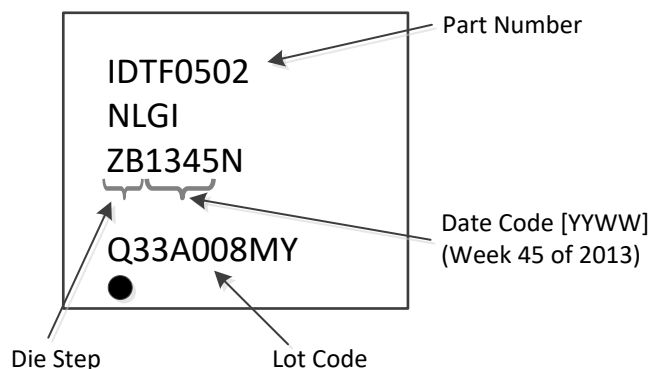 Part Number
IDTF0502
NLGI
ZB1345N
Date Code [YYWW]
(Week 45 of 2013)
Q33A008MY
Die Step
Lot Code